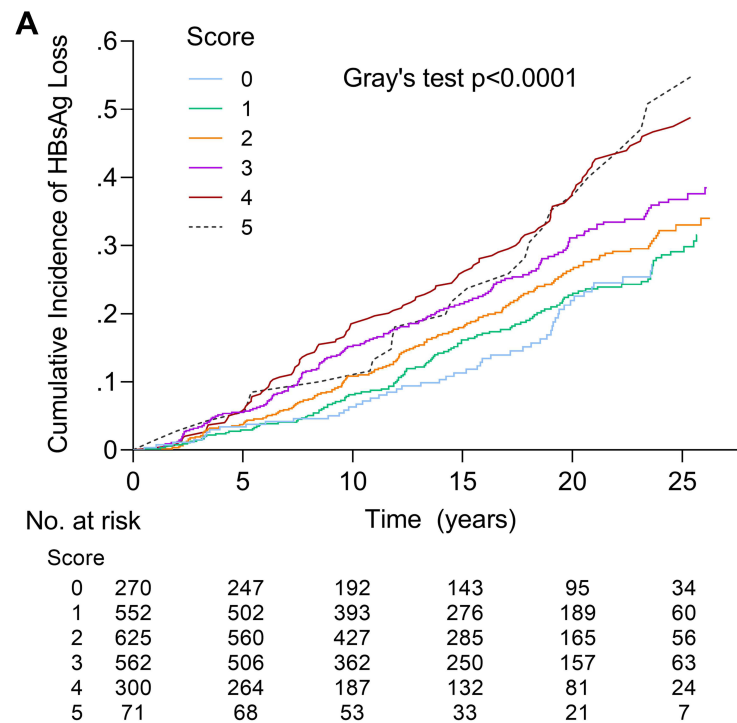 A
Score
0
1
2
3
4
5
Gray's test p<0.0001
Cumulative Incidence of HBsAg Loss
.6
.5
.4
.3
.2
.1
0
0 5 10 15 20 25
Time (years)
No. at risk
Score
0 270 247 192 143 95 34
1 552 502 393 276 189 60
2 625 560 427 285 165 56
3 562 506 362 250 157 63
4 300 264 187 132 81 24
5 71 68 53 33 21 7